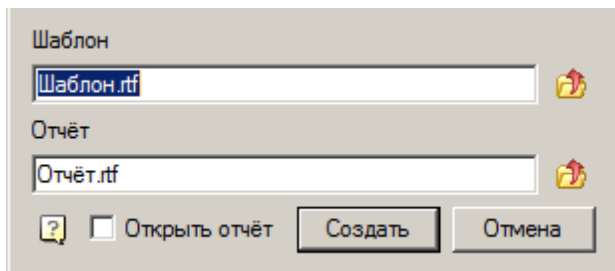 Шаблон
Шаблон.rtf
Отчёт
Отчёт.rtf
? Открыть отчёт Создать Отмена